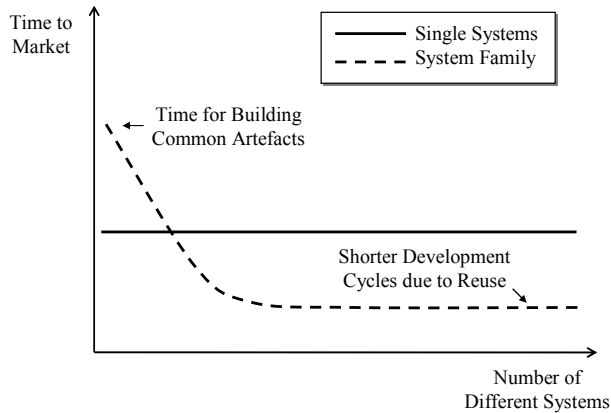 Time to
Market
Single Systems
System Family
Time for Building
Common Artefacts
Shorter Development
Cycles due to Reuse
Number of
Different Systems